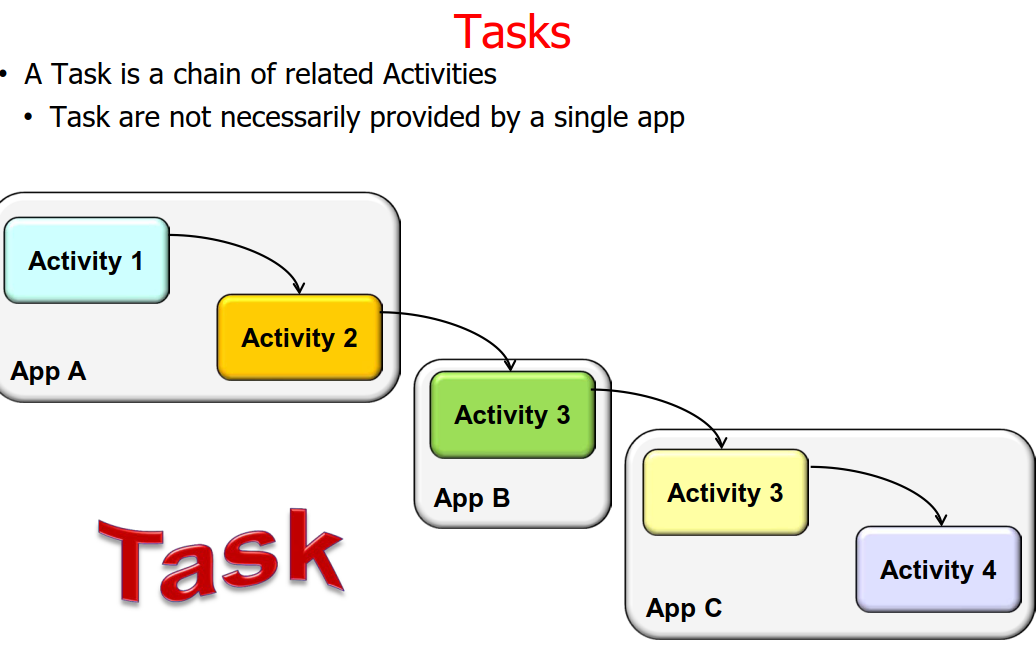 Tasks
• A Task is a chain of related Activities
• Task are not necessarily provided by a single app
Activity 1
Activity 2
App A
Activity 3
App B
Activity 3
Activity 4
App C
Task